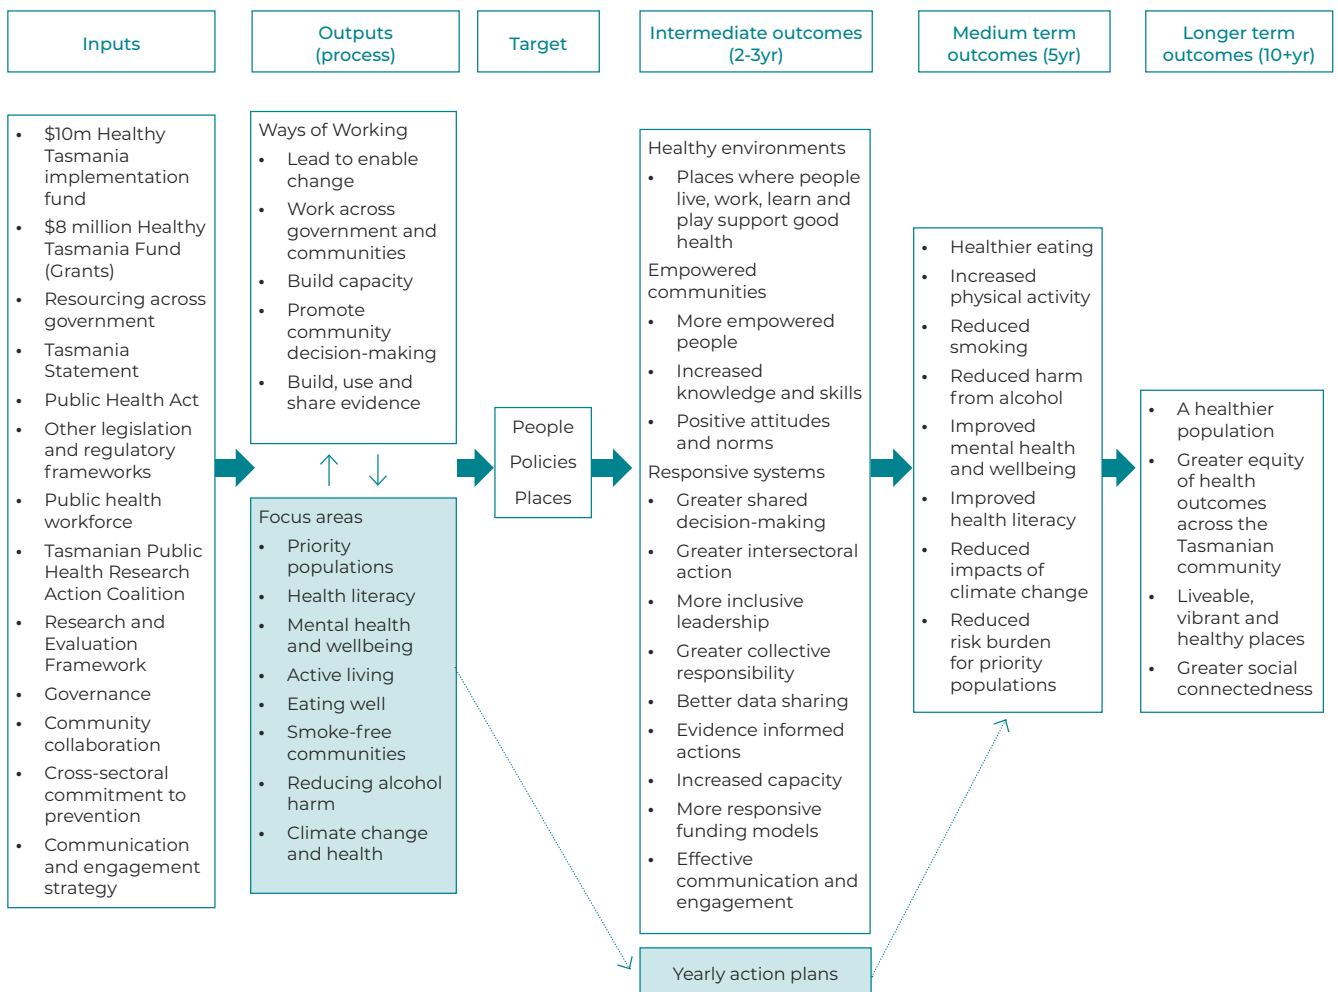 Inputs
Outputs
(process)
Target
Intermediate outcomes
(2-3yr)
Medium term
outcomes (5yr)
Longer term
outcomes (10+yr)
• $10m Healthy
Tasmania
implementation
fund
• $8 million Healthy
Tasmania Fund
(Grants)
• Resourcing across
government
• Tasmania
Statement
• Public Health Act
• Other legislation
and regulatory
frameworks
• Public health
workforce
• Tasmanian Public
Health Research
Action Coalition
• Research and
Evaluation
Framework
• Governance
• Community
collaboration
• Cross-sectoral
commitment to
prevention
• Communication
and engagement
strategy
Ways of Working
• Lead to enable
change
• Work across
government and
communities
• Build capacity
• Promote
community
decision-making
• Build, use and
share evidence
Focus areas
• Priority
populations
• Health literacy
• Mental health
and wellbeing
• Active living
• Eating well
• Smoke-free
communities
• Reducing alcohol
harm
• Climate change
and health
People
Policies
Places
Healthy environments
• Places where people
live, work, learn and
play support good
health
Empowered
communities
• More empowered
people
• Increased
knowledge and skills
• Positive attitudes
and norms
Responsive systems
• Greater shared
decision-making
• Greater intersectoral
action
• More inclusive
leadership
• Greater collective
responsibility
• Better data sharing
• Evidence informed
actions
• Increased capacity
• More responsive
funding models
• Effective
communication and
engagement
Yearly action plans
• Healthier eating
• Increased
physical activity
• Reduced
smoking
• Reduced harm
from alcohol
• Improved
mental health
and wellbeing
• Improved
health literacy
• Reduced
impacts of
climate change
• Reduced
risk burden
for priority
populations
• A healthier
population
• Greater equity
of health
outcomes
across the
Tasmanian
community
• Liveable,
vibrant and
healthy places
• Greater social
connectedness